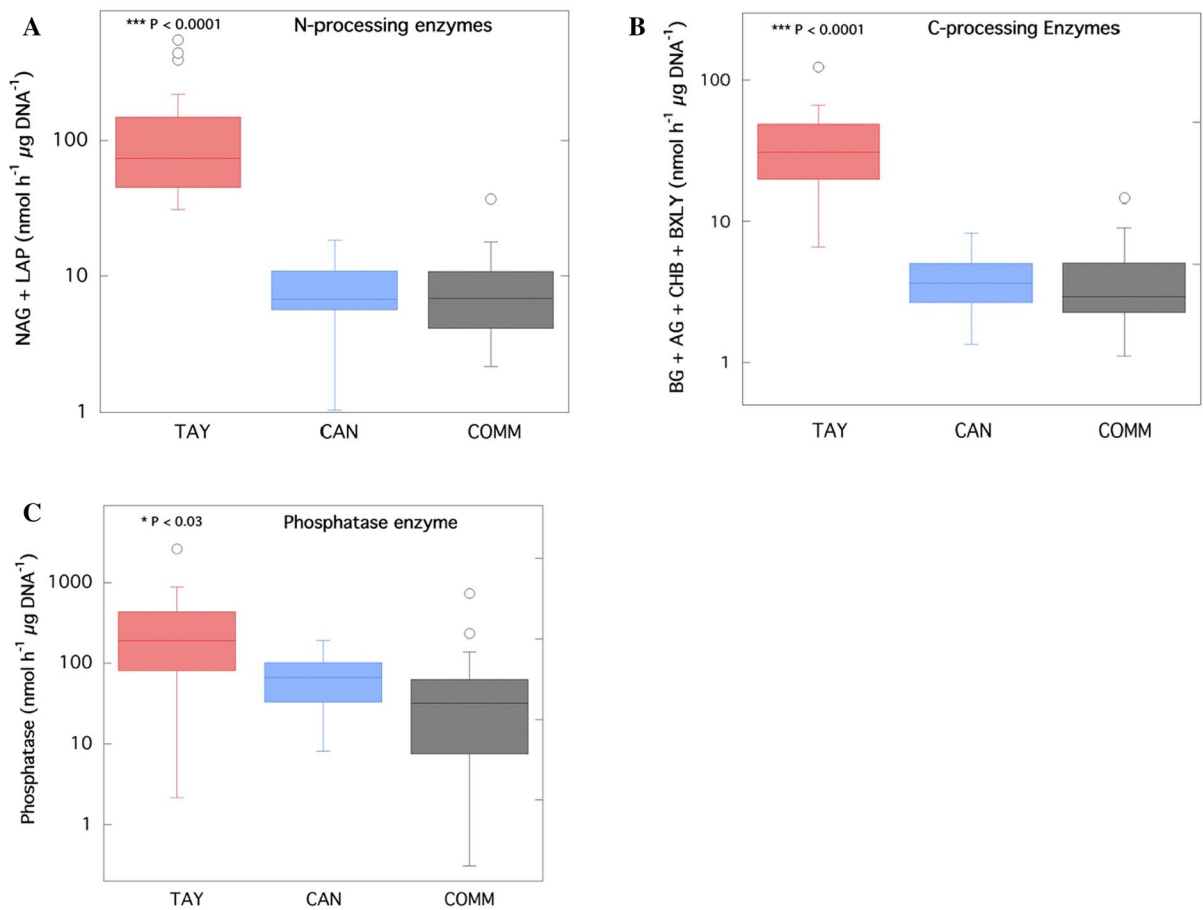 A
*** P < 0.0001
N-processing enzymes
NAG + LAP (nmol h⁻¹ µg DNA⁻¹)
100
10
1
TAY CAN COMM
B
*** P < 0.0001
C-processing Enzymes
BG + AG + CHB + BXLY (nmol h⁻¹ µg DNA⁻¹)
100
10
1
TAY CAN COMM
C
* P < 0.03
Phosphatase enzyme
Phosphatase (nmol h⁻¹ µg DNA⁻¹)
1000
100
10
1
TAY CAN COMM